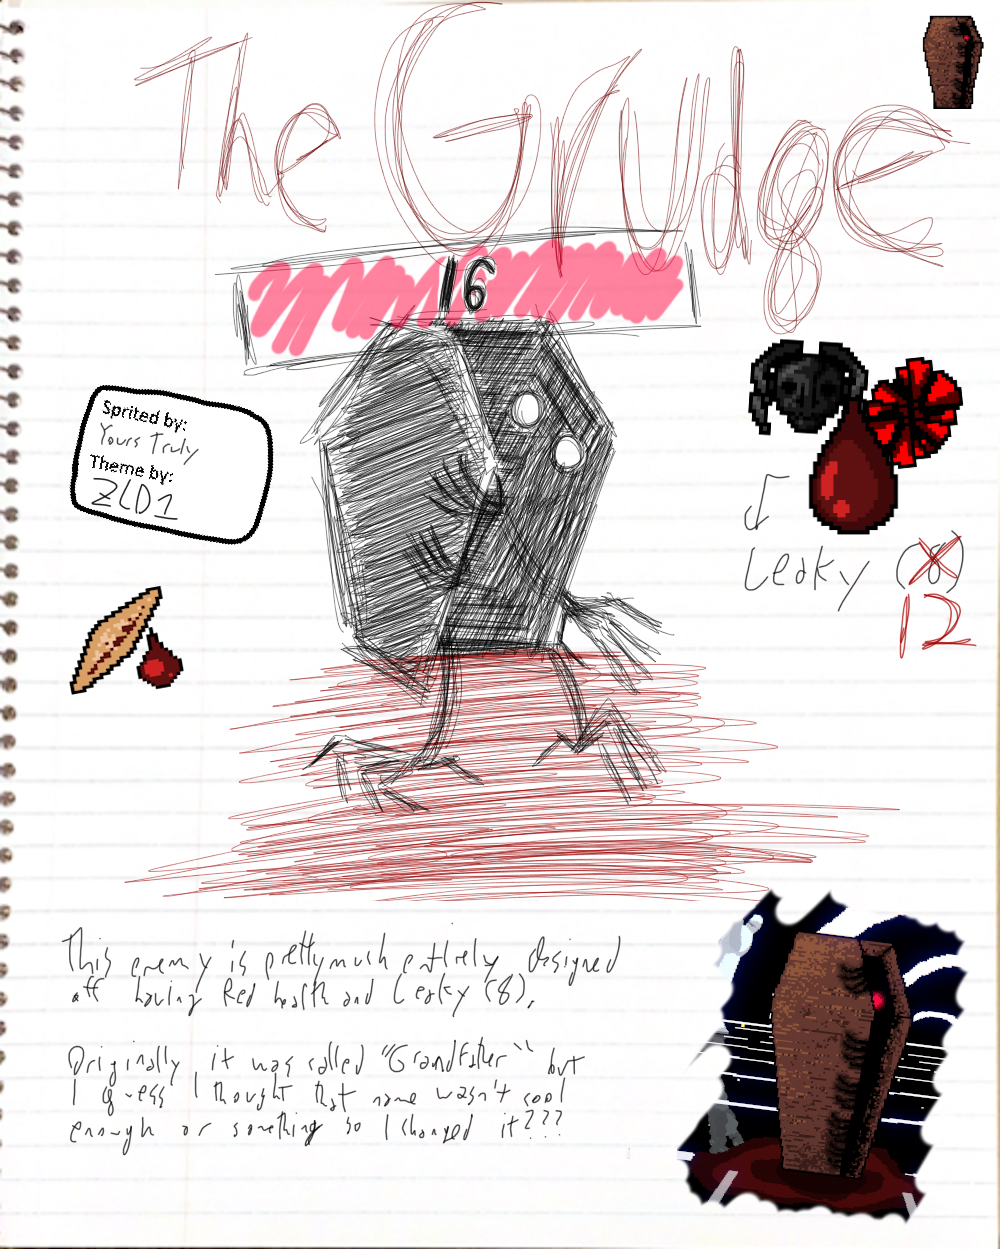 The Grudge
16
Sprited by:
Yours Truly
Theme by:
ZLD1
Leaky (8)
12
This enemy is prettymuch entirely designed
off having Red health and Leaky (8).
Originally it was called "Grandfather" but
I guess I thought that name wasn't cool
enough or something so I changed it???